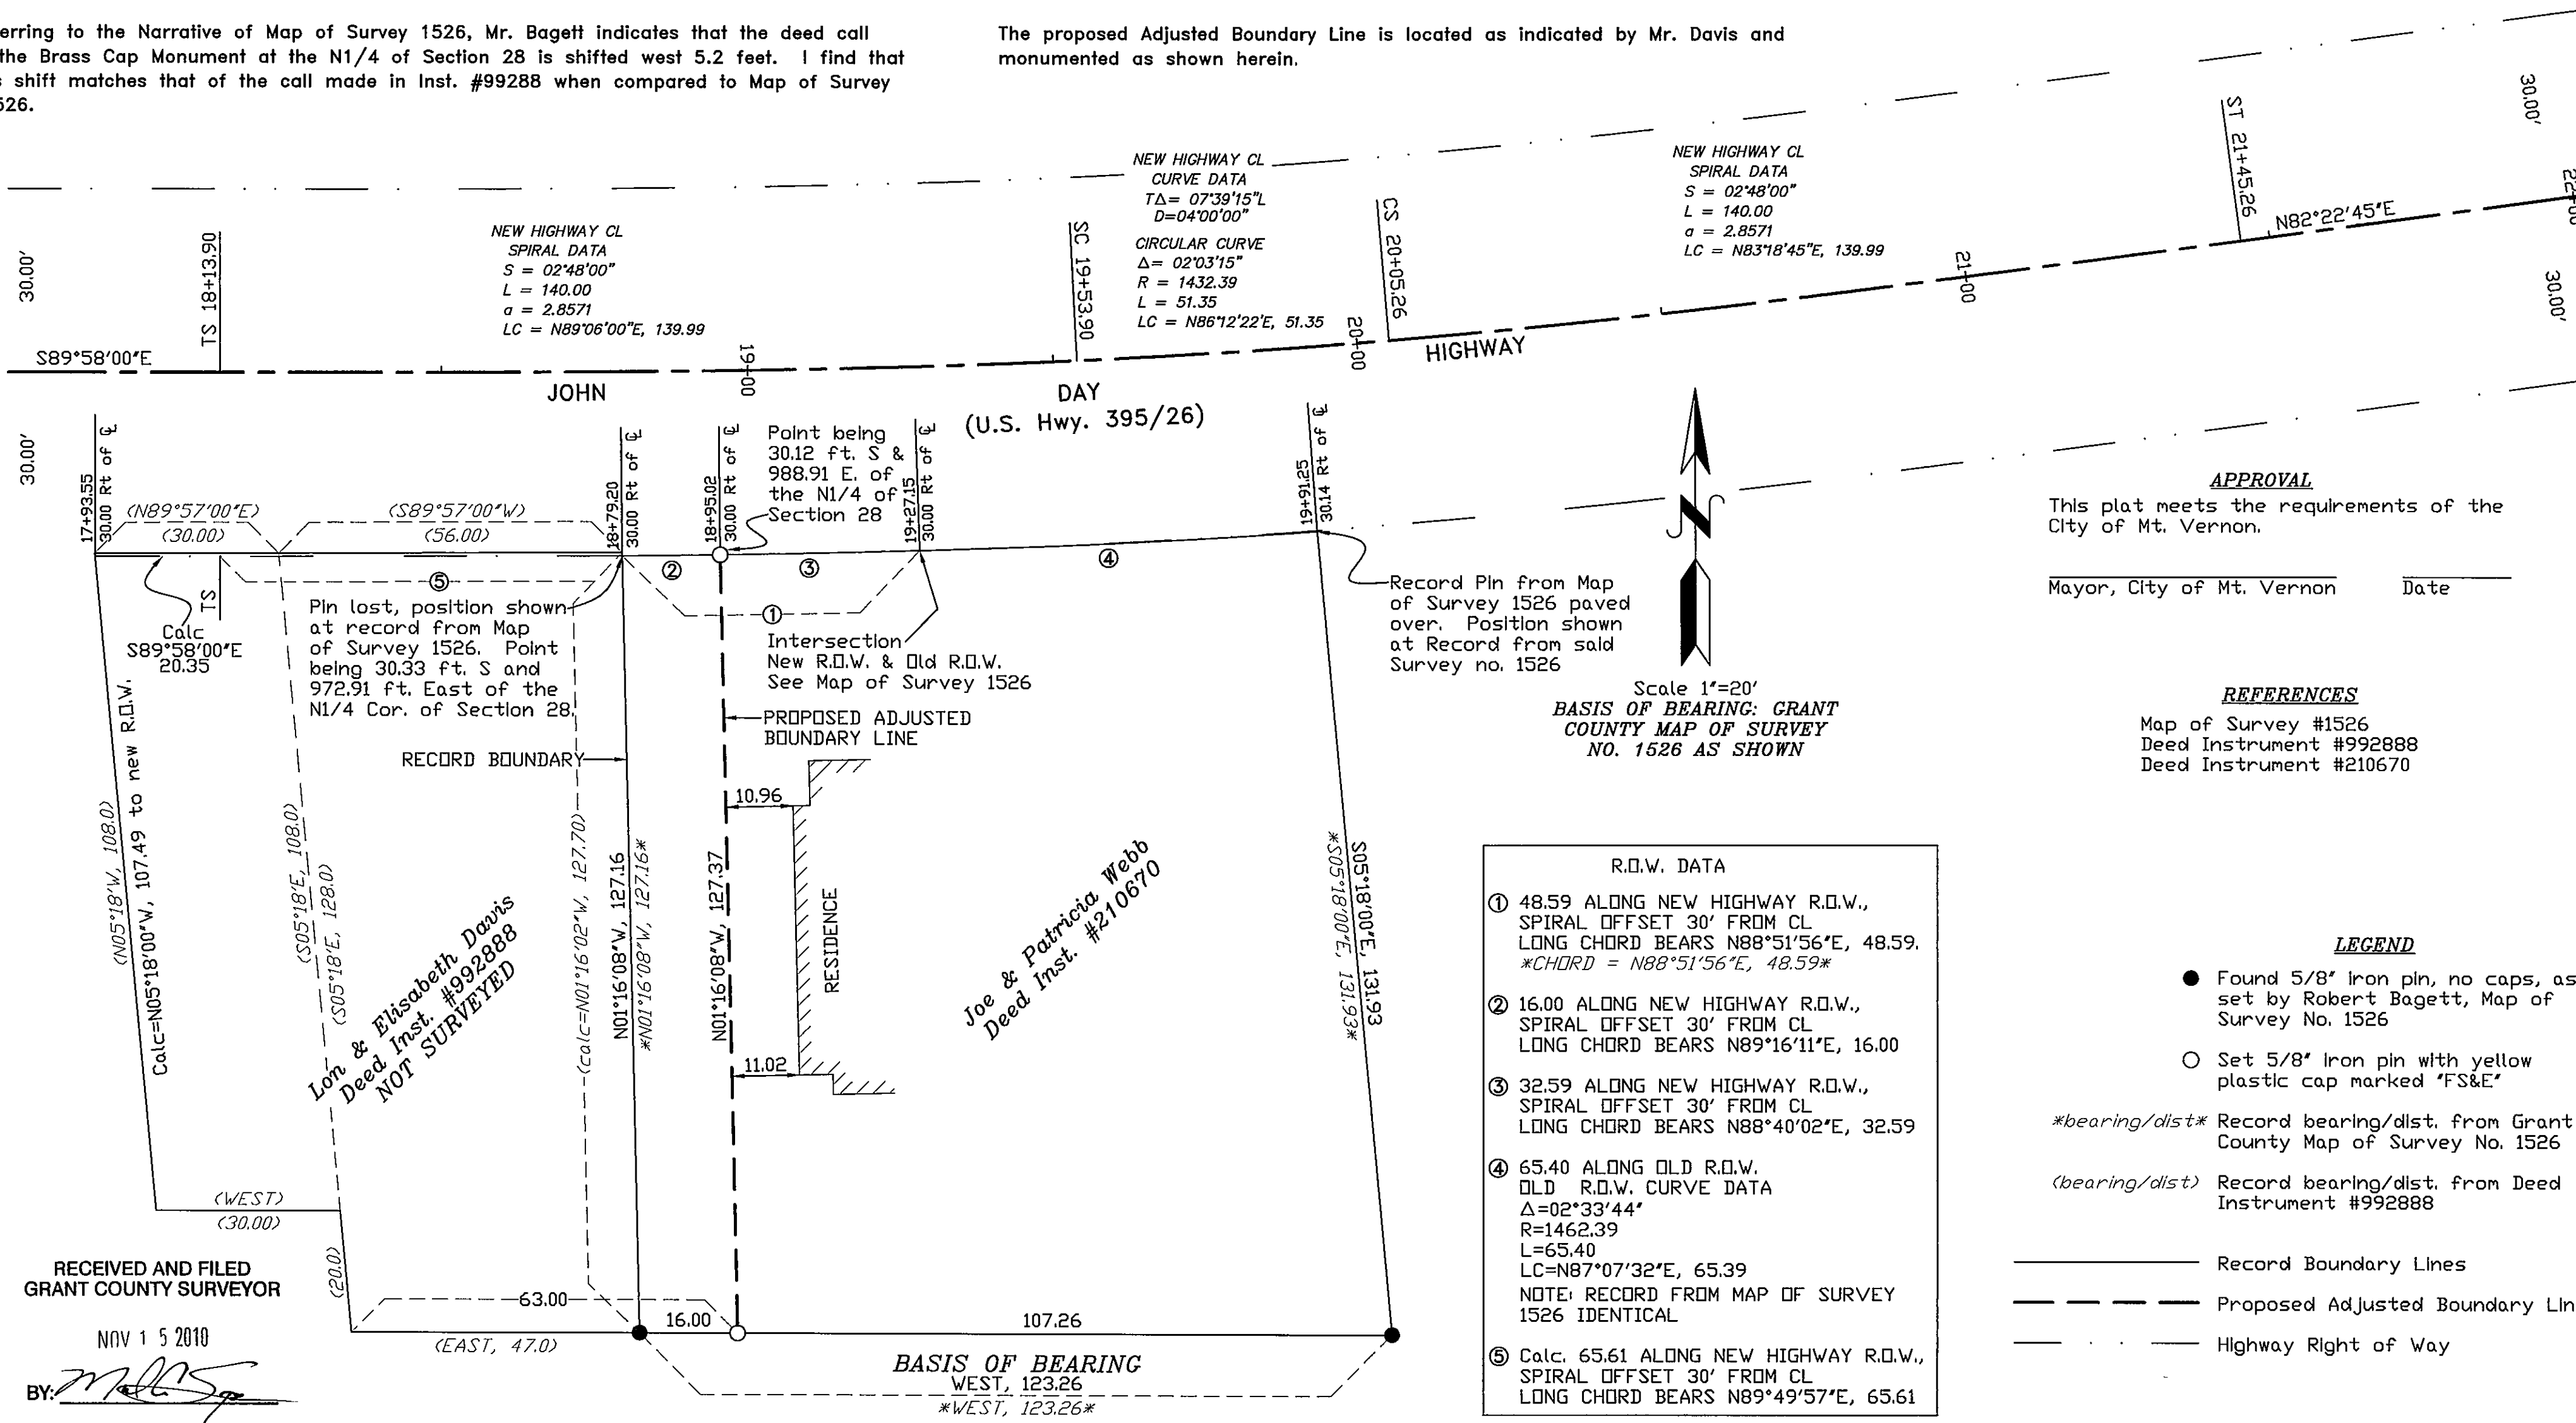 erring to the Narrative of Map of Survey 1526, Mr. Bagett indicates that the deed call
the Brass Cap Monument at the N1/4 of Section 28 is shifted west 5.2 feet. I find that
s shift matches that of the call made in Inst. #99288 when compared to Map of Survey
526.
The proposed Adjusted Boundary Line is located as indicated by Mr. Davis and
monumented as shown herein.
30.00'
TS 18+13.90
NEW HIGHWAY CL
SPIRAL DATA
S = 02°48'00"
L = 140.00
a = 2.8571
LC = N89°06'00"E, 139.99
SC 19+53.90
NEW HIGHWAY CL
CURVE DATA
TΔ= 07°39'15"L
D=04°00'00"
CIRCULAR CURVE
Δ= 02°03'15"
R = 1432.39
L = 51.35
LC = N86°12'22'E, 51.35
CS 20+05.26
NEW HIGHWAY CL
SPIRAL DATA
S = 02°48'00"
L = 140.00
a = 2.8571
LC = N83°18'45"E, 139.99
ST 21+45.26
30.00'
N82°22'45"E
22+00
30.00'
S89°58'00"E
19+00
20+00
21+00
JOHN
DAY
HIGHWAY
(U.S. Hwy. 395/26)
30.00'
17+93.55
30.00 Rt of ℄
18+79.20
30.00 Rt of ℄
18+95.02
30.00 Rt of ℄
Point being
30.12 ft. S &
988.91 E. of
the N1/4 of
Section 28
19+27.15
30.00 Rt of ℄
19+91.25
30.14 Rt of ℄
(N89°57'00"E)
(30.00)
(S89°57'00"W)
(56.00)
⑤
②
③
④
①
TS
Calc
S89°58'00"E
20.35
Pin lost, position shown
at record from Map
of Survey 1526. Point
being 30.33 ft. S and
972.91 ft. East of the
N1/4 Cor. of Section 28.
Intersection
New R.O.W. & Old R.O.W.
See Map of Survey 1526
Record Pin from Map
of Survey 1526 paved
over. Position shown
at Record from said
Survey no. 1526
PROPOSED ADJUSTED
BOUNDARY LINE
RECORD BOUNDARY
N
Scale 1"=20'
BASIS OF BEARING: GRANT
COUNTY MAP OF SURVEY
NO. 1526 AS SHOWN
APPROVAL
This plat meets the requirements of the
City of Mt. Vernon.
Mayor, City of Mt. Vernon Date
REFERENCES
Map of Survey #1526
Deed Instrument #992888
Deed Instrument #210670
(N05°18'W, 108.0)
Calc=N05°18'00"W, 107.49 to new R.O.W.
(S05°18'E, 108.0)
(S05°18'E, 128.0)
Lon & Elisabeth Davis
Deed Inst. #992888
NOT SURVEYED
(calc=N01°16'02"W, 127.70)
N01°16'08"W, 127.16
*N01°16'08"W, 127.16*
N01°16'08"W, 127.37
10.96
11.02
RESIDENCE
Joe & Patricia Webb
Deed Inst. #210670
*S05°18'00"E, 131.93*
S05°18'00"E, 131.93
R.O.W. DATA
① 48.59 ALONG NEW HIGHWAY R.O.W.,
SPIRAL OFFSET 30' FROM CL
LONG CHORD BEARS N88°51'56"E, 48.59.
*CHORD = N88°51'56"E, 48.59*
② 16.00 ALONG NEW HIGHWAY R.O.W.,
SPIRAL OFFSET 30' FROM CL
LONG CHORD BEARS N89°16'11"E, 16.00
③ 32.59 ALONG NEW HIGHWAY R.O.W.,
SPIRAL OFFSET 30' FROM CL
LONG CHORD BEARS N88°40'02"E, 32.59
④ 65.40 ALONG OLD R.O.W.
OLD R.O.W. CURVE DATA
Δ=02°33'44"
R=1462.39
L=65.40
LC=N87°07'32"E, 65.39
NOTE: RECORD FROM MAP OF SURVEY
1526 IDENTICAL
⑤ Calc. 65.61 ALONG NEW HIGHWAY R.O.W.,
SPIRAL OFFSET 30' FROM CL
LONG CHORD BEARS N89°49'57"E, 65.61
LEGEND
Found 5/8" iron pin, no caps, as
set by Robert Bagett, Map of
Survey No. 1526
Set 5/8" iron pin with yellow
plastic cap marked "FS&E"
*bearing/dist* Record bearing/dist. from Grant
County Map of Survey No. 1526
(bearing/dist) Record bearing/dist. from Deed
Instrument #992888
Record Boundary Lines
Proposed Adjusted Boundary Lin
Highway Right of Way
(WEST)
(30.00)
(20.0)
63.00
(EAST, 47.0)
16.00
107.26
BASIS OF BEARING
WEST, 123.26
*WEST, 123.26*
RECEIVED AND FILED
GRANT COUNTY SURVEYOR
NOV 15 2010
BY: